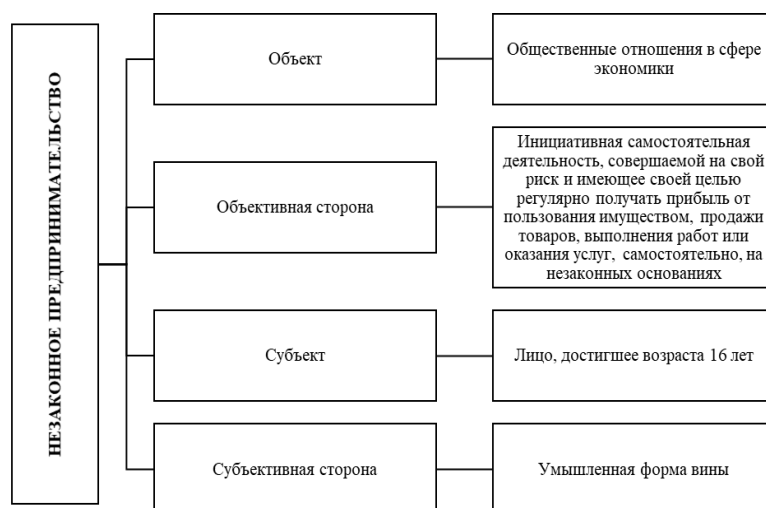 НЕЗАКОННОЕ ПРЕДПРИНИМАТЕЛЬСТВО
Объект
Общественные отношения в сфере
экономики
Объективная сторона
Инициативная самостоятельная
деятельность, совершаемой на свой
риск и имеющее своей целью
регулярно получать прибыль от
пользования имуществом, продажи
товаров, выполнения работ или
оказания услуг, самостоятельно, на
незаконных основаниях
Субъект
Лицо, достигшее возраста 16 лет
Субъективная сторона
Умышленная форма вины